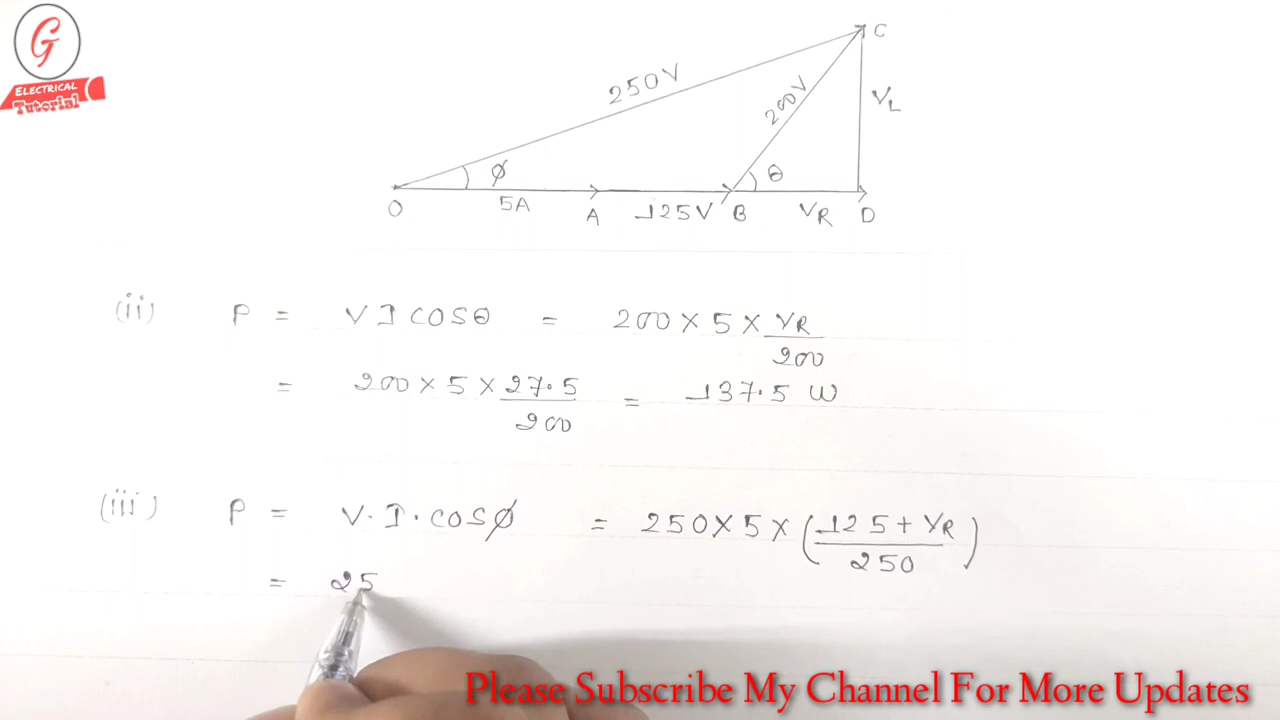 G
ELECTRICAL
Tutorial
C
250V
200V
VL
ϕ
θ
O
5A
A
125V
B
VR
D
(ii) P = VI COSθ = 200 × 5 × VR/200
= 200 × 5 × 27.5/200 = 137.5 W
(iii) P = V.I.COSϕ = 250 × 5 × (125 + VR/250)
= 25
Please Subscribe My Channel For More Updates